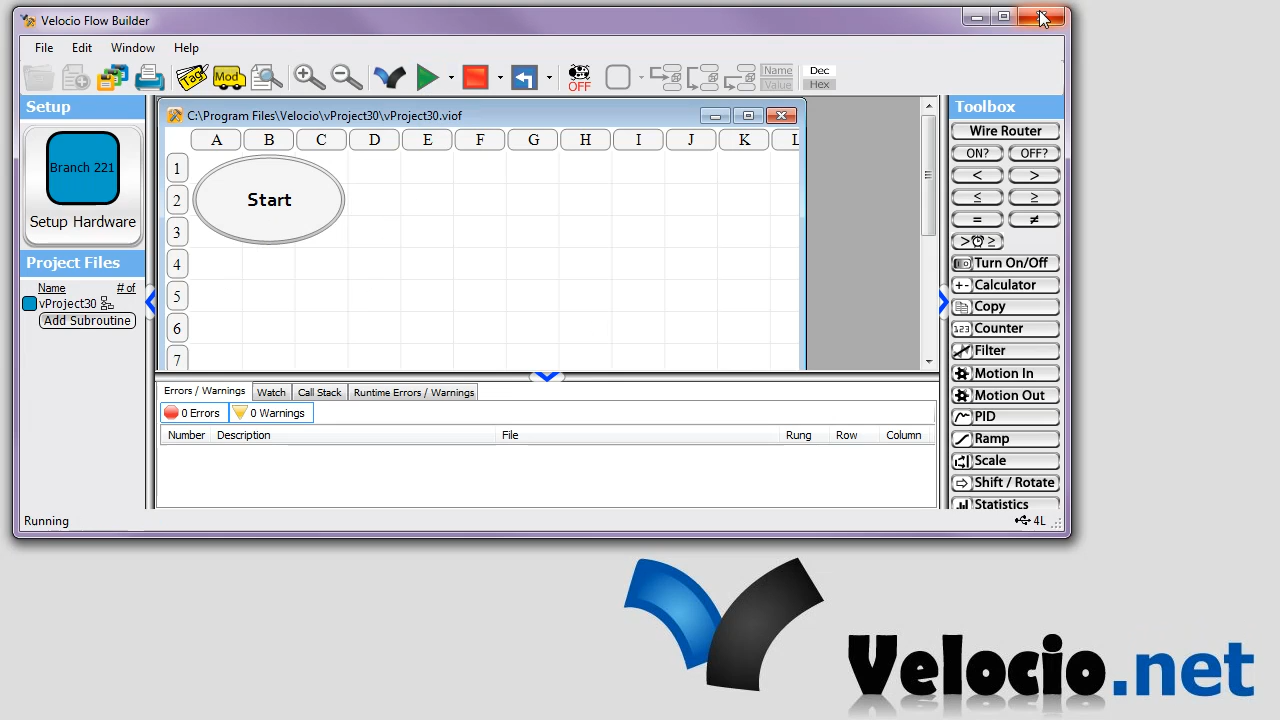 Velocio Flow Builder
File Edit Window Help
Tag Mod OFF Name Value Dec Hex
Setup
Branch 221
Setup Hardware
Project Files
Name # of
vProject30
Add Subroutine
C:\Program Files\Velocio\vProject30\vProject30.viof
A B C D E F G H I J K L
1
2
3
4
5
6
7
Start
Errors / Warnings Watch Call Stack Runtime Errors / Warnings
0 Errors 0 Warnings
Number Description File Rung Row Column
Toolbox
Wire Router
ON? OFF?
< >
≤ ≥
= ≠
> ≥
Turn On/Off
+- Calculator
Copy
123 Counter
Filter
Motion In
Motion Out
PID
Ramp
Scale
Shift / Rotate
Statistics
Running 4L
Velocio.net